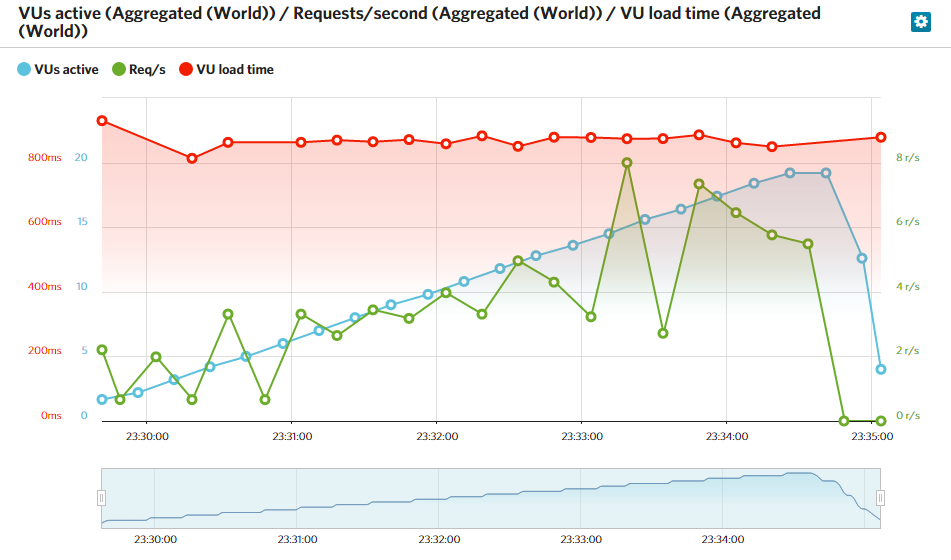 VUs active (Aggregated (World)) / Requests/second (Aggregated (World)) / VU load time (Aggregated
(World))
VUs active Req/s VU load time
800ms 20 8 r/s
600ms 15 6 r/s
400ms 10 4 r/s
200ms 5 2 r/s
0ms 0 0 r/s
23:30:00 23:31:00 23:32:00 23:33:00 23:34:00 23:35:00
23:30:00 23:31:00 23:32:00 23:33:00 23:34:00